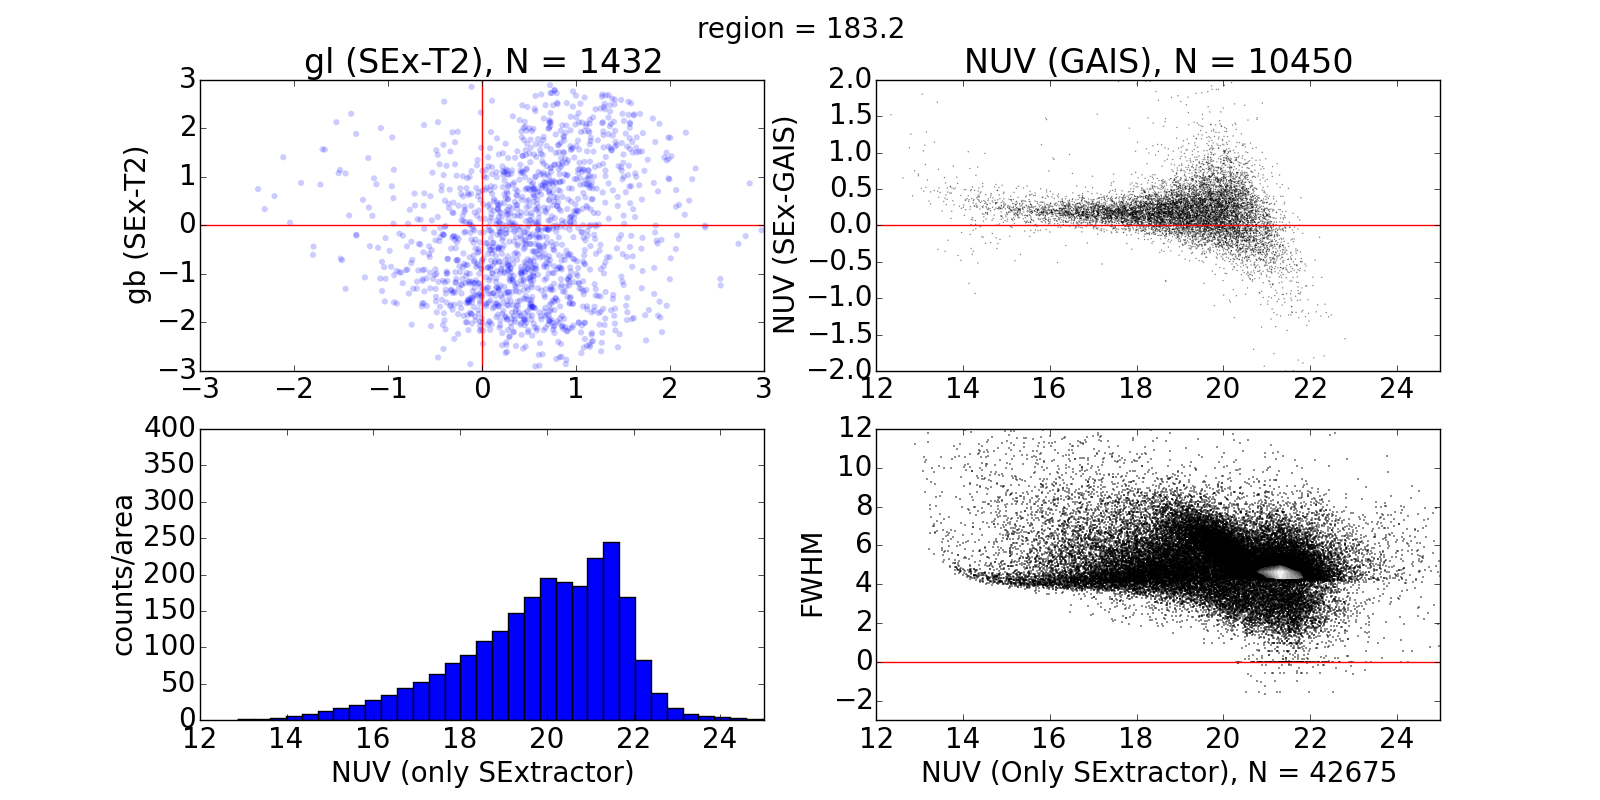 region = 183.2
gl (SEx-T2), N = 1432
NUV (GAIS), N = 10450
gb (SEx-T2)
3
2
1
0
−1
−2
−3
−3 −2 −1 0 1 2 3
NUV (SEx-GAIS)
2.0
1.5
1.0
0.5
0.0
−0.5
−1.0
−1.5
−2.0
12 14 16 18 20 22 24
counts/area
400
350
300
250
200
150
100
50
0
12 14 16 18 20 22 24
NUV (only SExtractor)
FWHM
12
10
8
6
4
2
0
−2
12 14 16 18 20 22 24
NUV (Only SExtractor), N = 42675